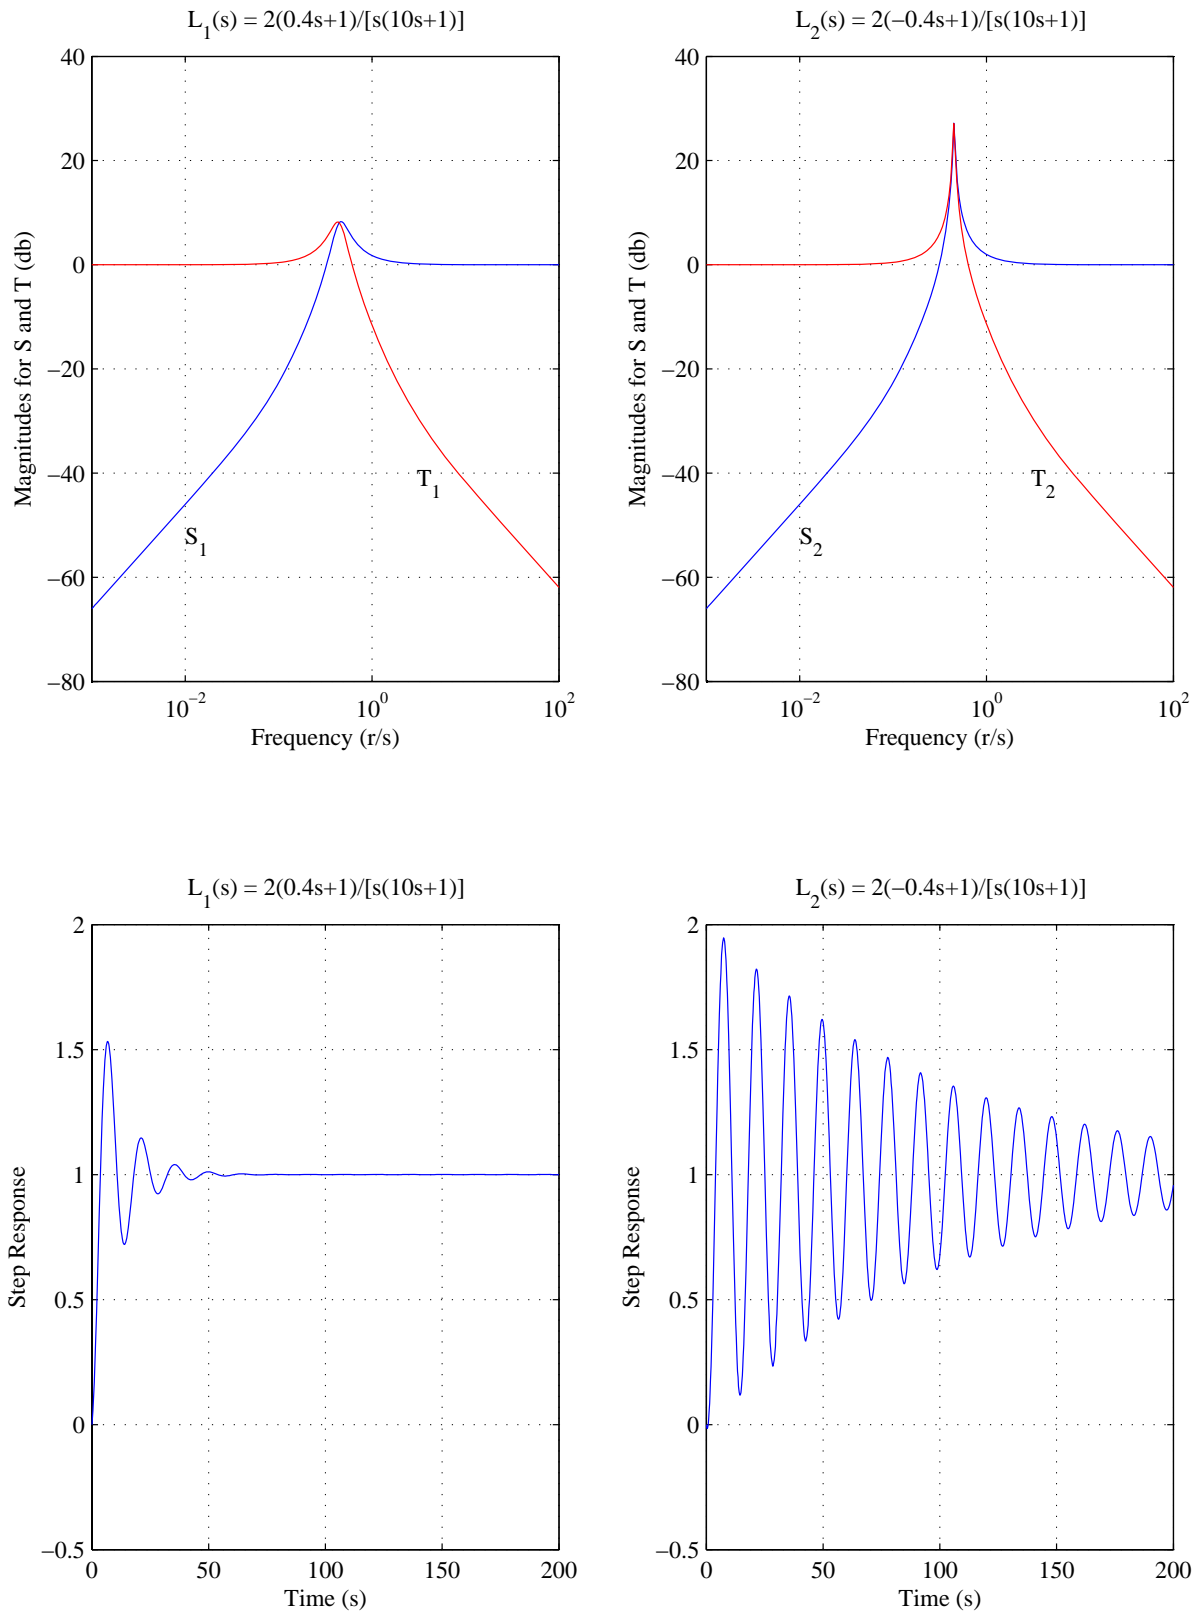 L1(s) = 2(0.4s+1)/[s(10s+1)]
40
20
0
−20
−40
−60
−80
Magnitudes for S and T (db)
T1
S1
10−2
100
102
Frequency (r/s)
L2(s) = 2(−0.4s+1)/[s(10s+1)]
40
20
0
−20
−40
−60
−80
Magnitudes for S and T (db)
T2
S2
10−2
100
102
Frequency (r/s)
L1(s) = 2(0.4s+1)/[s(10s+1)]
2
1.5
1
0.5
0
−0.5
Step Response
0
50
100
150
200
Time (s)
L2(s) = 2(−0.4s+1)/[s(10s+1)]
2
1.5
1
0.5
0
−0.5
Step Response
0
50
100
150
200
Time (s)